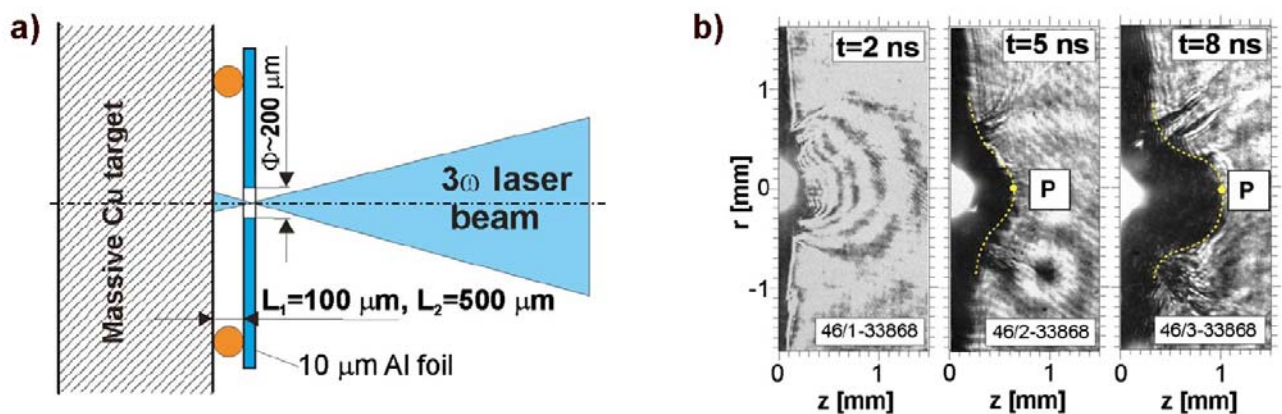 a)
Massive Cu target
Φ~200 μm
3ω laser
beam
L₁=100 μm, L₂=500 μm
10 μm Al foil
b)
t=2 ns
t=5 ns
t=8 ns
r [mm]
1
0
-1
P
P
46/1-33868
46/2-33868
46/3-33868
0 1
0 1
0 1
z [mm]
z [mm]
z [mm]